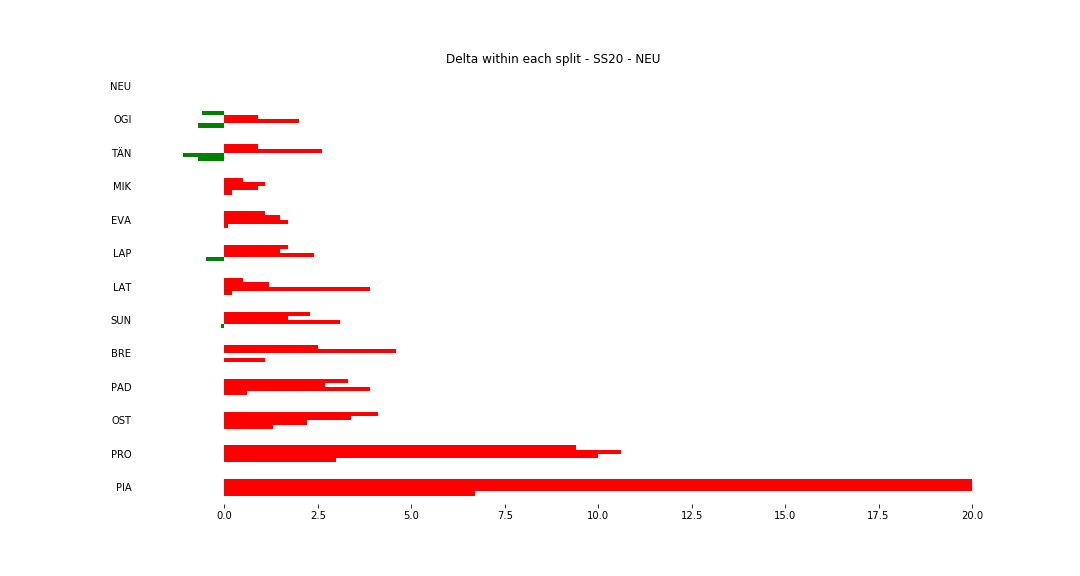 Delta within each split - SS20 - NEU
NEU
OGI
TÄN
MIK
EVA
LAP
LAT
SUN
BRE
PAD
OST
PRO
PIA
0.0 2.5 5.0 7.5 10.0 12.5 15.0 17.5 20.0